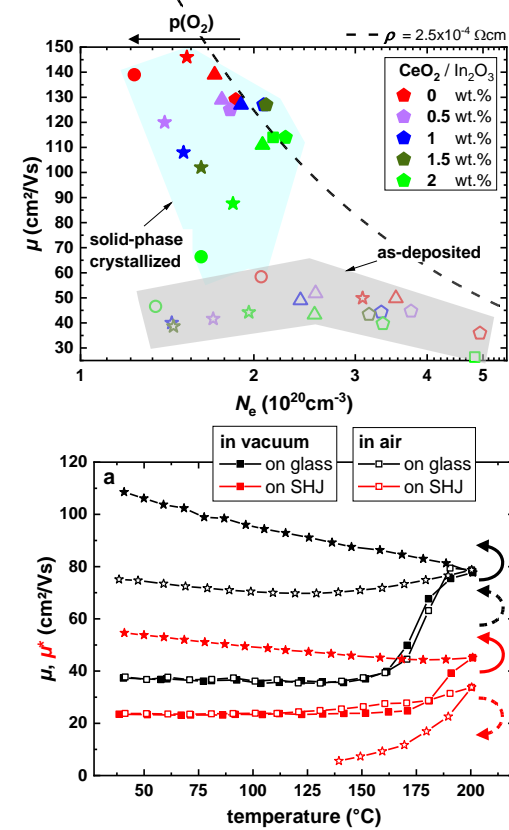 p(O₂)
ρ = 2.5x10⁻⁴ Ωcm
150
140
130
120
110
100
90
80
70
60
50
40
30
μ (cm²/Vs)
CeO₂ / In₂O₃
0 wt.%
0.5 wt.%
1 wt.%
1.5 wt.%
2 wt.%
solid-phase
crystallized
as-deposited
1 2 3 4 5
Nₑ (10²⁰cm⁻³)
in vacuum
on glass
on SHJ
in air
on glass
on SHJ
a
120
100
80
60
40
20
0
μ, μ* (cm²/Vs)
50 75 100 125 150 175 200
temperature (°C)